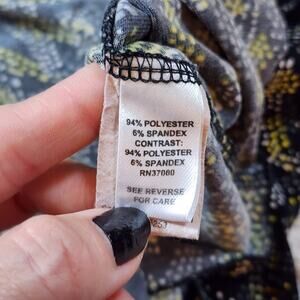 94% POLYESTER
6% SPANDEX
CONTRAST:
94% POLYESTER
6% SPANDEX
RN37080
SEE REVERSE
FOR CARE